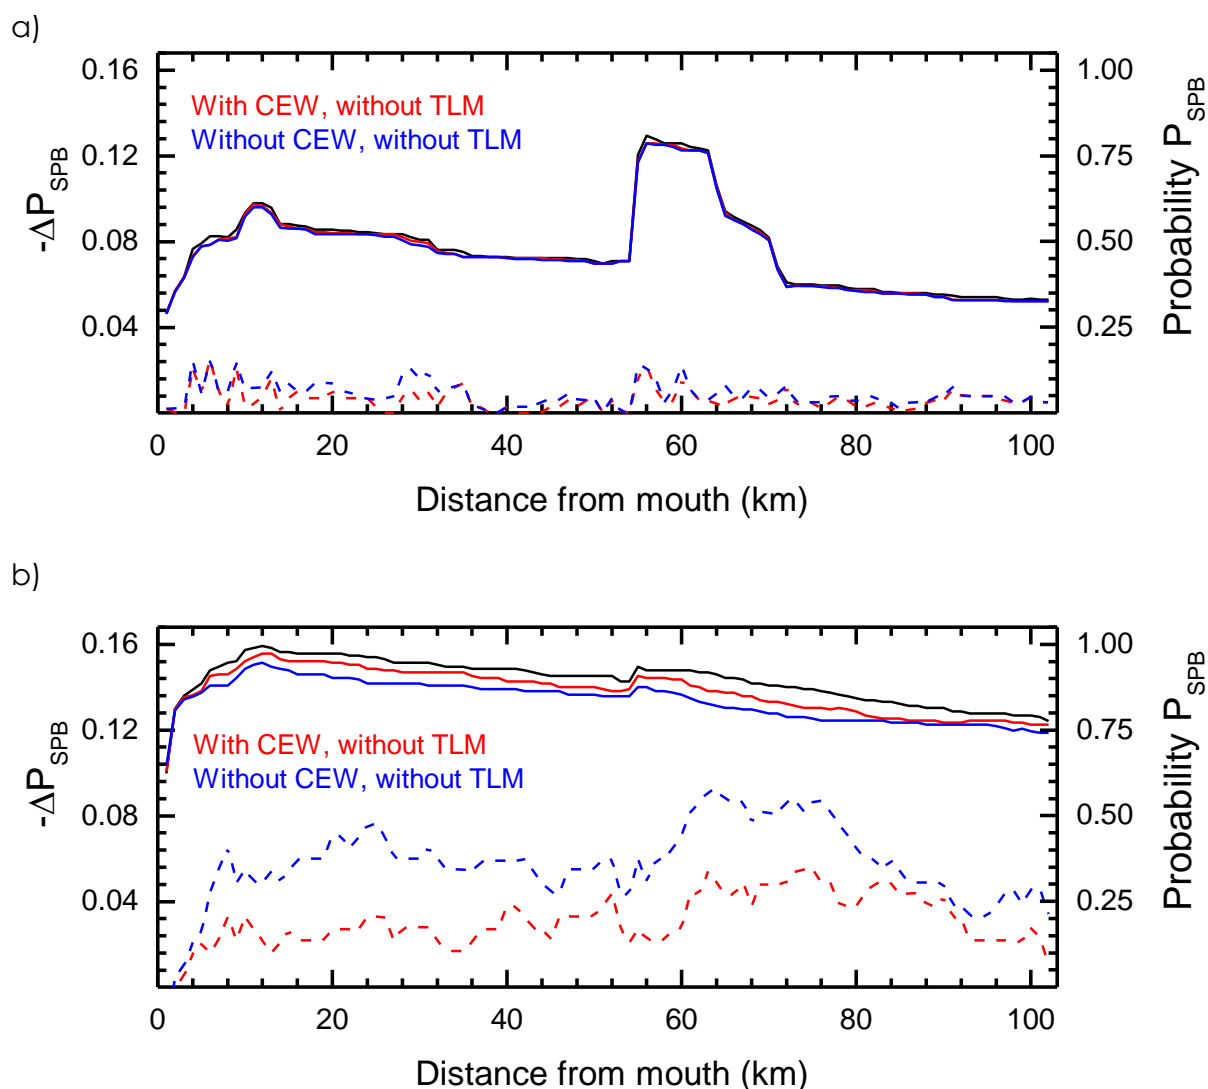 a)
0.16
0.12
0.08
0.04
-ΔP_SPB
With CEW, without TLM
Without CEW, without TLM
1.00
0.75
0.50
0.25
Probability P_SPB
0 20 40 60 80 100
Distance from mouth (km)
b)
0.16
0.12
0.08
0.04
-ΔP_SPB
With CEW, without TLM
Without CEW, without TLM
1.00
0.75
0.50
0.25
Probability P_SPB
0 20 40 60 80 100
Distance from mouth (km)